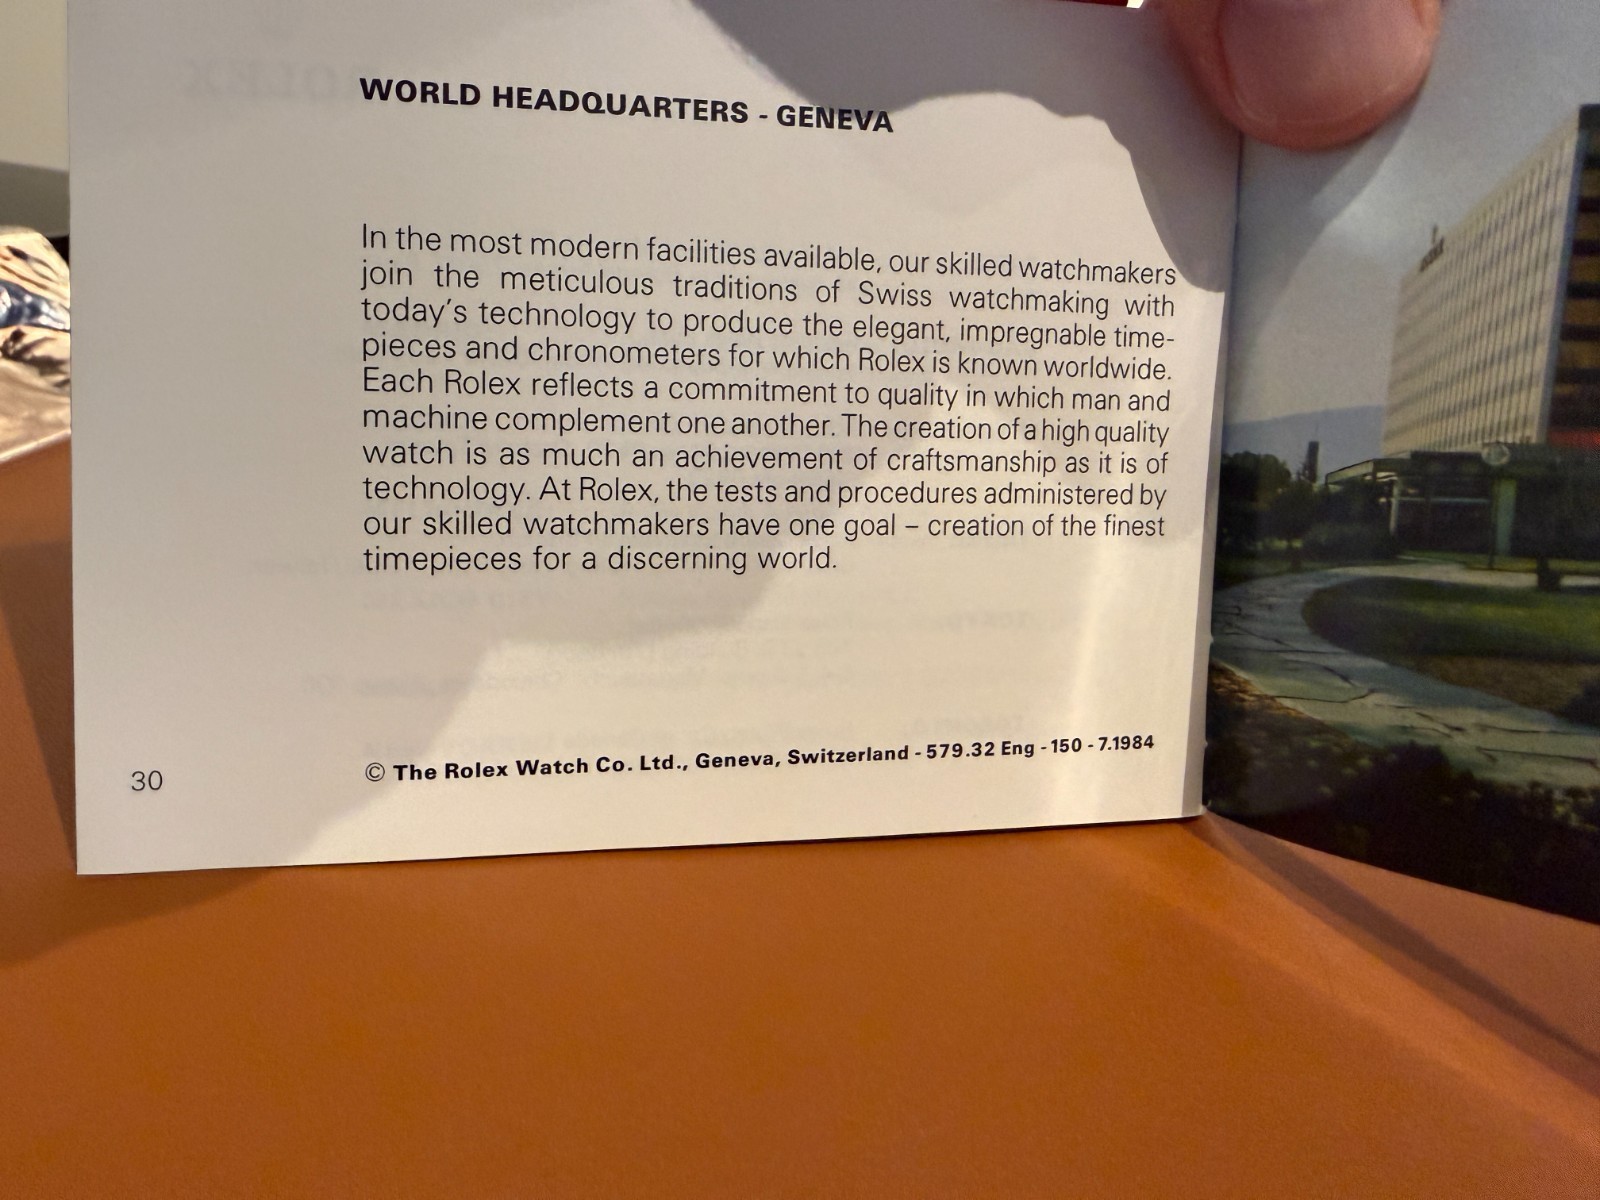 WORLD HEADQUARTERS - GENEVA
In the most modern facilities available, our skilled watchmakers
join the meticulous traditions of Swiss watchmaking with
today's technology to produce the elegant, impregnable time-
pieces and chronometers for which Rolex is known worldwide.
Each Rolex reflects a commitment to quality in which man and
machine complement one another. The creation of a high quality
watch is as much an achievement of craftsmanship as it is of
technology. At Rolex, the tests and procedures administered by
our skilled watchmakers have one goal – creation of the finest
timepieces for a discerning world.
30
© The Rolex Watch Co. Ltd., Geneva, Switzerland - 579.32 Eng - 150 - 7.1984